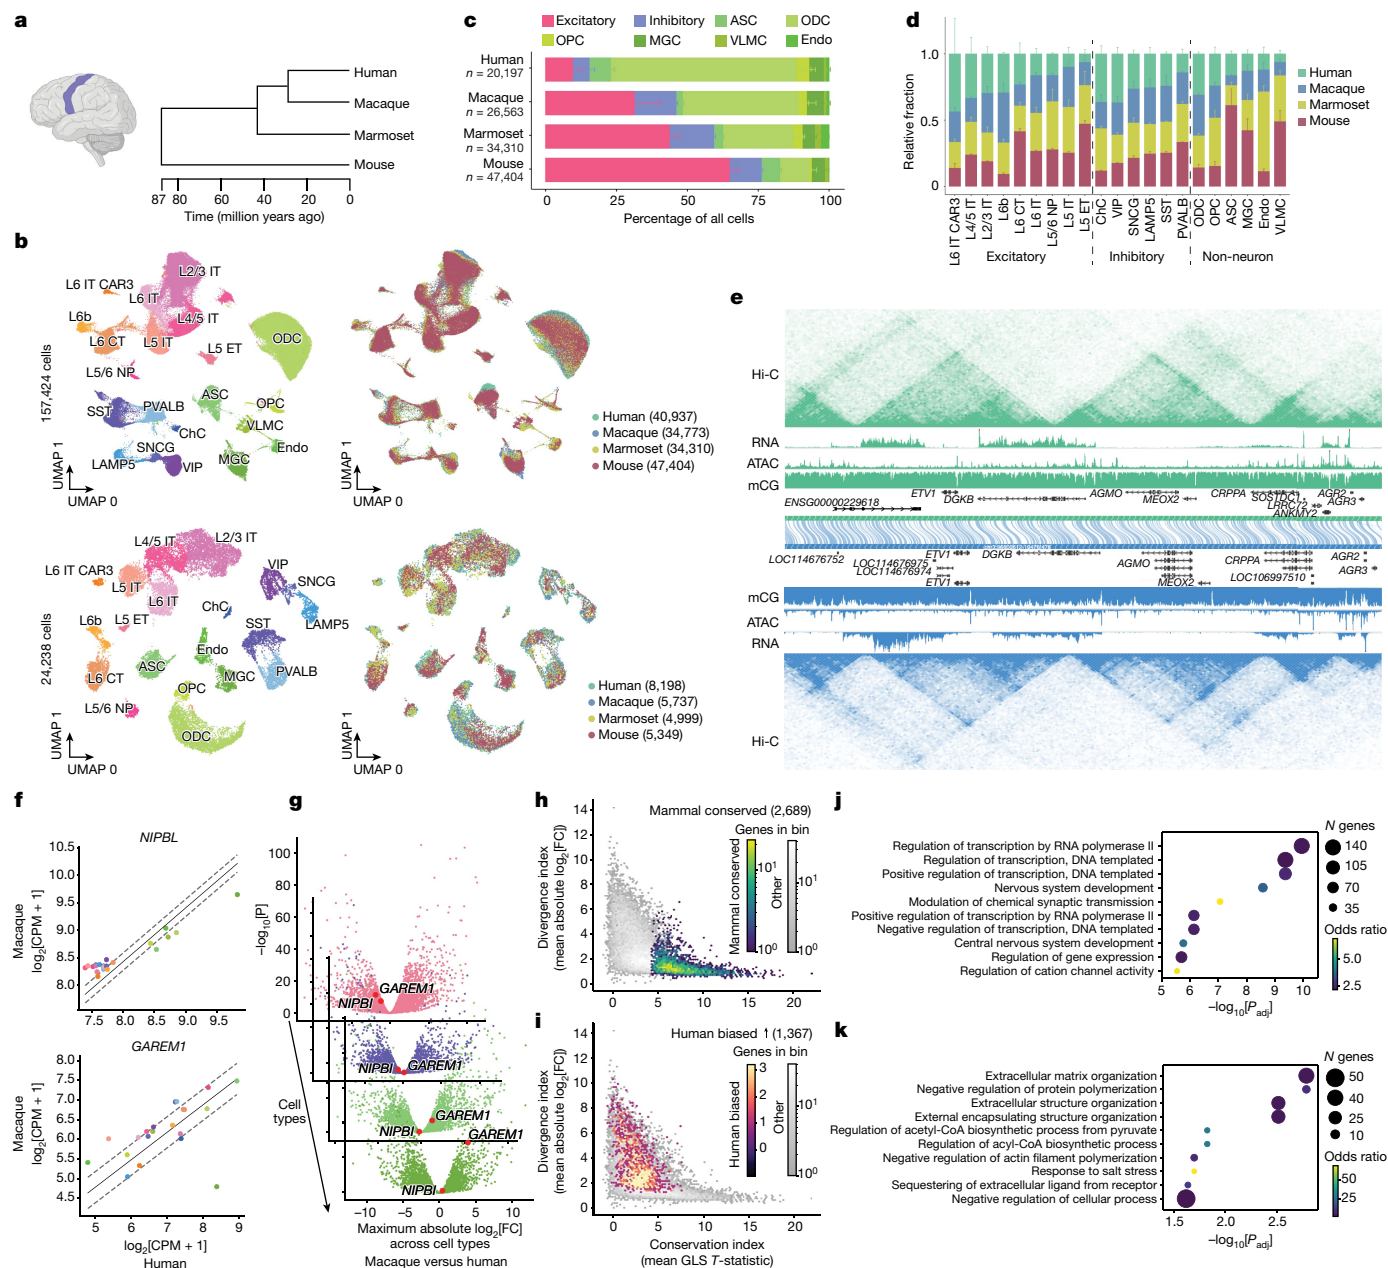 a
Human
Macaque
Marmoset
Mouse
87 80 60 40 20 0
Time (million years ago)
c
Excitatory Inhibitory ASC ODC
OPC MGC VLMC Endo
Human
n = 20,197
Macaque
n = 26,563
Marmoset
n = 34,310
Mouse
n = 47,404
0 25 50 75 100
Percentage of all cells
d
Relative fraction
1.0
0.5
0
Human
Macaque
Marmoset
Mouse
L6 IT CAR3
L4/5 IT
L2/3 IT
L6b
L6 CT
L6 IT
L5/6 NP
L5 IT
L5 ET
ChC
VIP
SNCG
LAMP5
SST
PVALB
ODC
OPC
ASC
MGC
Endo
VLMC
Excitatory Inhibitory Non-neuron
b
157,424 cells
L2/3 IT
L6 IT CAR3
L6 IT
L6b
L4/5 IT
L6 CT
L5 IT
L5 ET
ODC
L5/6 NP
SST
PVALB
ASC
OPC
ChC
VLMC
SNCG
Endo
LAMP5
VIP
MGC
UMAP 1
UMAP 0
UMAP 1
UMAP 0
Human (40,937)
Macaque (34,773)
Marmoset (34,310)
Mouse (47,404)
24,238 cells
L4/5 IT
L2/3 IT
L6 IT CAR3
L5 IT
L6 IT
VIP
SNCG
ChC
LAMP5
L6b
L5 ET
SST
Endo
ASC
L6 CT
MGC
PVALB
OPC
L5/6 NP
ODC
UMAP 1
UMAP 0
UMAP 1
UMAP 0
Human (8,198)
Macaque (5,737)
Marmoset (4,999)
Mouse (5,349)
e
Hi-C
RNA
ATAC
mCG
ENSG00000229618
ETV1
DGKB
AGMO
MEOX2
CRPPA
SOSTDC1
LRRC72
ANKMY2
AGR2
AGR3
LOC114676752
LOC114676975
LOC114676974
ETV1
ETV1
DGKB
AGMO
MEOX2
CRPPA
LOC106997510
AGR2
AGR3
mCG
ATAC
RNA
Hi-C
f
NIPBL
Macaque
log2[CPM + 1]
10.5
10.0
9.5
9.0
8.5
8.0
7.5 8.0 8.5 9.0 9.5
GAREM1
Macaque
log2[CPM + 1]
8.0
7.5
7.0
6.5
6.0
5.5
5.0
4.5
5 6 7 8 9
log2[CPM + 1]
Human
g
−log10[P]
100
80
60
40
20
0
GAREM1
NIPBl
NIPBl
GAREM1
GAREM1
NIPBl
GAREM1
NIPBl
Cell
types
−10 −5 0 5 10
Maximum absolute log2[FC]
across cell types
Macaque versus human
h
Divergence index
(mean absolute log2[FC])
14
12
10
8
6
4
2
0
Mammal conserved (2,689)
Genes in bin
Mammal conserved
10¹
10⁰
Other
10¹
10⁰
0 5 10 15 20
i
Divergence index
(mean absolute log2[FC])
14
12
10
8
6
4
2
0
Human biased ↑ (1,367)
Genes in bin
Human biased
3
2
1
2
1
0
Other
10¹
10⁰
0 5 10 15 20
Conservation index
(mean GLS T-statistic)
j
Regulation of transcription by RNA polymerase II
Regulation of transcription, DNA templated
Positive regulation of transcription, DNA templated
Nervous system development
Modulation of chemical synaptic transmission
Positive regulation of transcription by RNA polymerase II
Negative regulation of transcription, DNA templated
Central nervous system development
Regulation of gene expression
Regulation of cation channel activity
5 6 7 8 9 10
−log10[Padj]
N genes
140
105
70
35
Odds ratio
5.0
2.5
k
Extracellular matrix organization
Negative regulation of protein polymerization
Extracellular structure organization
External encapsulating structure organization
Regulation of acetyl-CoA biosynthetic process from pyruvate
Regulation of acyl-CoA biosynthetic process
Negative regulation of actin filament polymerization
Response to salt stress
Sequestering of extracellular ligand from receptor
Negative regulation of cellular process
1.5 2.5
−log10[Padj]
N genes
50
40
25
10
Odds ratio
50
25